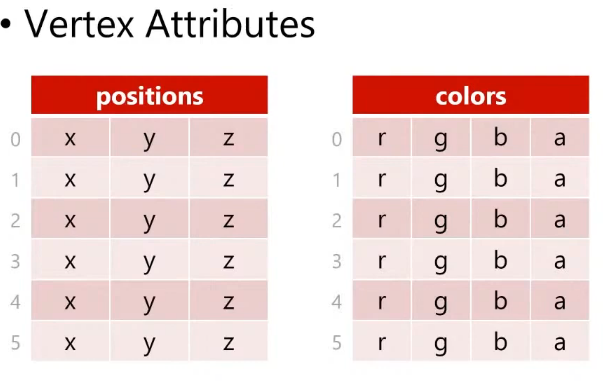 • Vertex Attributes
positions colors
0 x y z 0 r g b a
1 x y z 1 r g b a
2 x y z 2 r g b a
3 x y z 3 r g b a
4 x y z 4 r g b a
5 x y z 5 r g b a